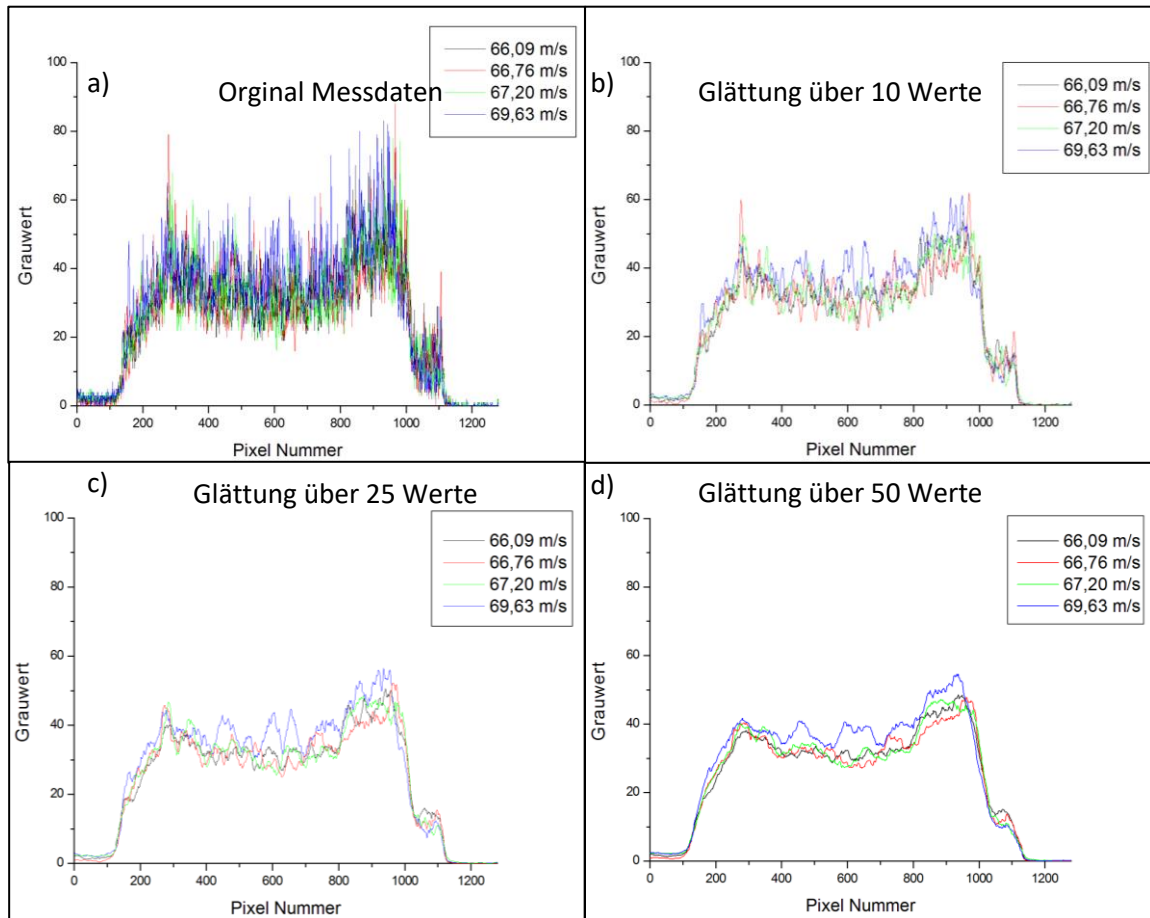 a)
Orginal Messdaten
66,09 m/s
66,76 m/s
67,20 m/s
69,63 m/s
100
80
60
40
20
0
Grauwert
0 200 400 600 800 1000 1200
Pixel Nummer
b)
Glättung über 10 Werte
66,09 m/s
66,76 m/s
67,20 m/s
69,63 m/s
100
80
60
40
20
0
Grauwert
0 200 400 600 800 1000 1200
Pixel Nummer
c)
Glättung über 25 Werte
66,09 m/s
66,76 m/s
67,20 m/s
69,63 m/s
100
80
60
40
20
0
Grauwert
0 200 400 600 800 1000 1200
Pixel Nummer
d)
Glättung über 50 Werte
66,09 m/s
66,76 m/s
67,20 m/s
69,63 m/s
100
80
60
40
20
0
Grauwert
0 200 400 600 800 1000 1200
Pixel Nummer